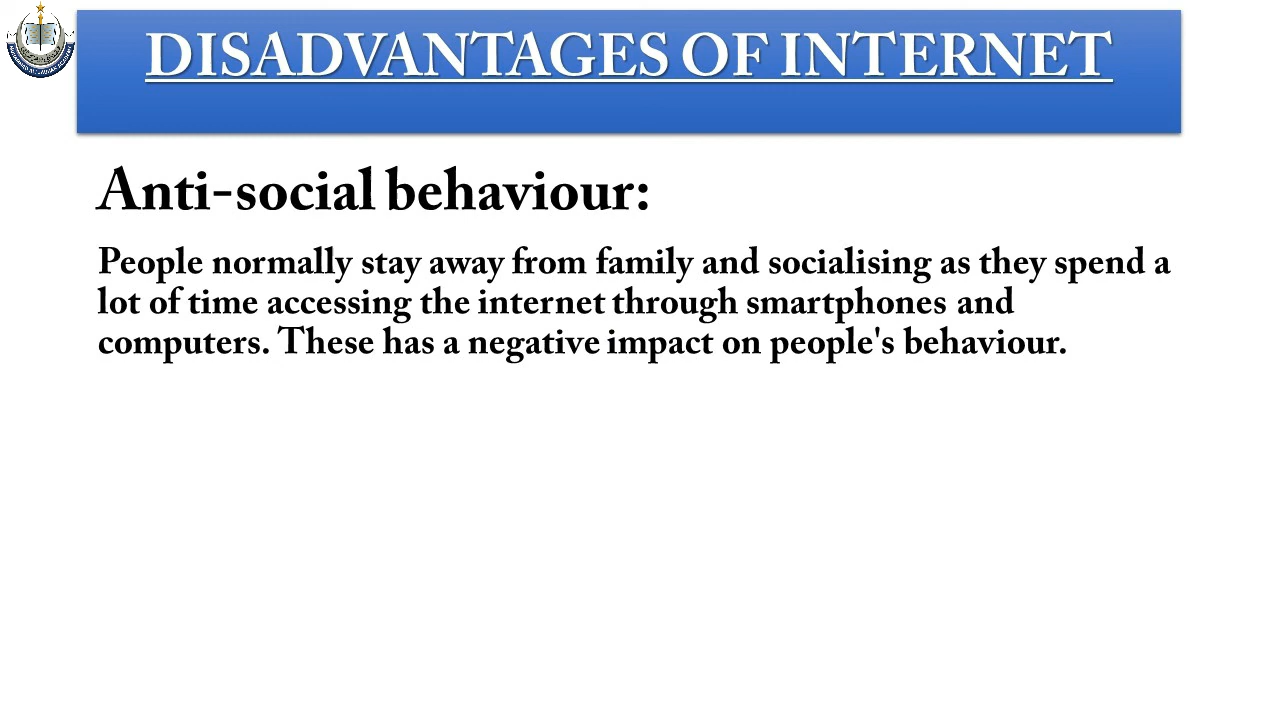 DISADVANTAGES OF INTERNET
Anti-social behaviour:
People normally stay away from family and socialising as they spend a
lot of time accessing the internet through smartphones and
computers. These has a negative impact on people's behaviour.